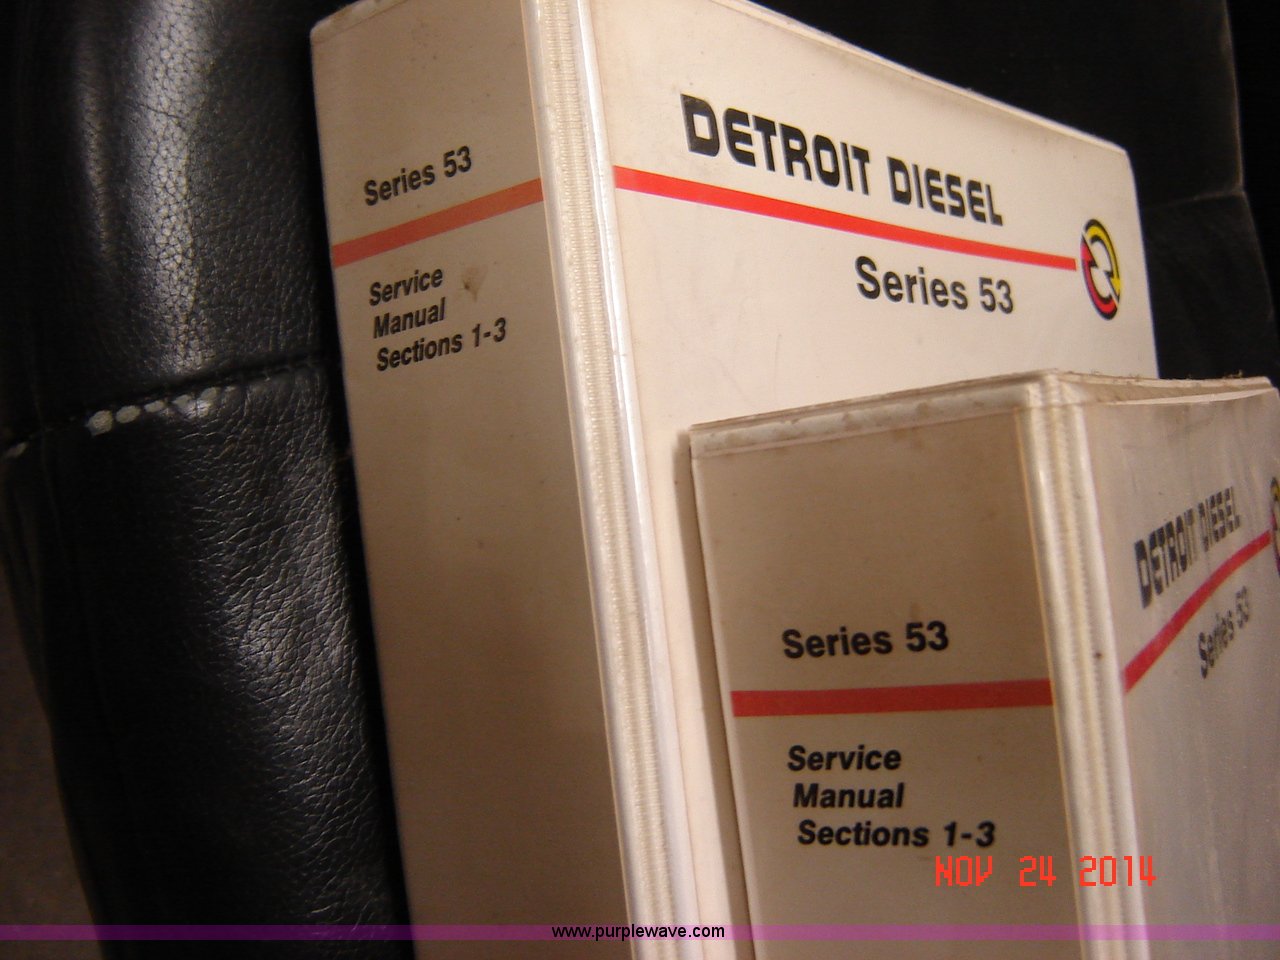 Series 53
Service
Manual
Sections 1-3
DETROIT DIESEL
Series 53
Series 53
Service
Manual
Sections 1-3
DETROIT DIESEL
Series 53
NOV 24 2014
www.purplewave.com